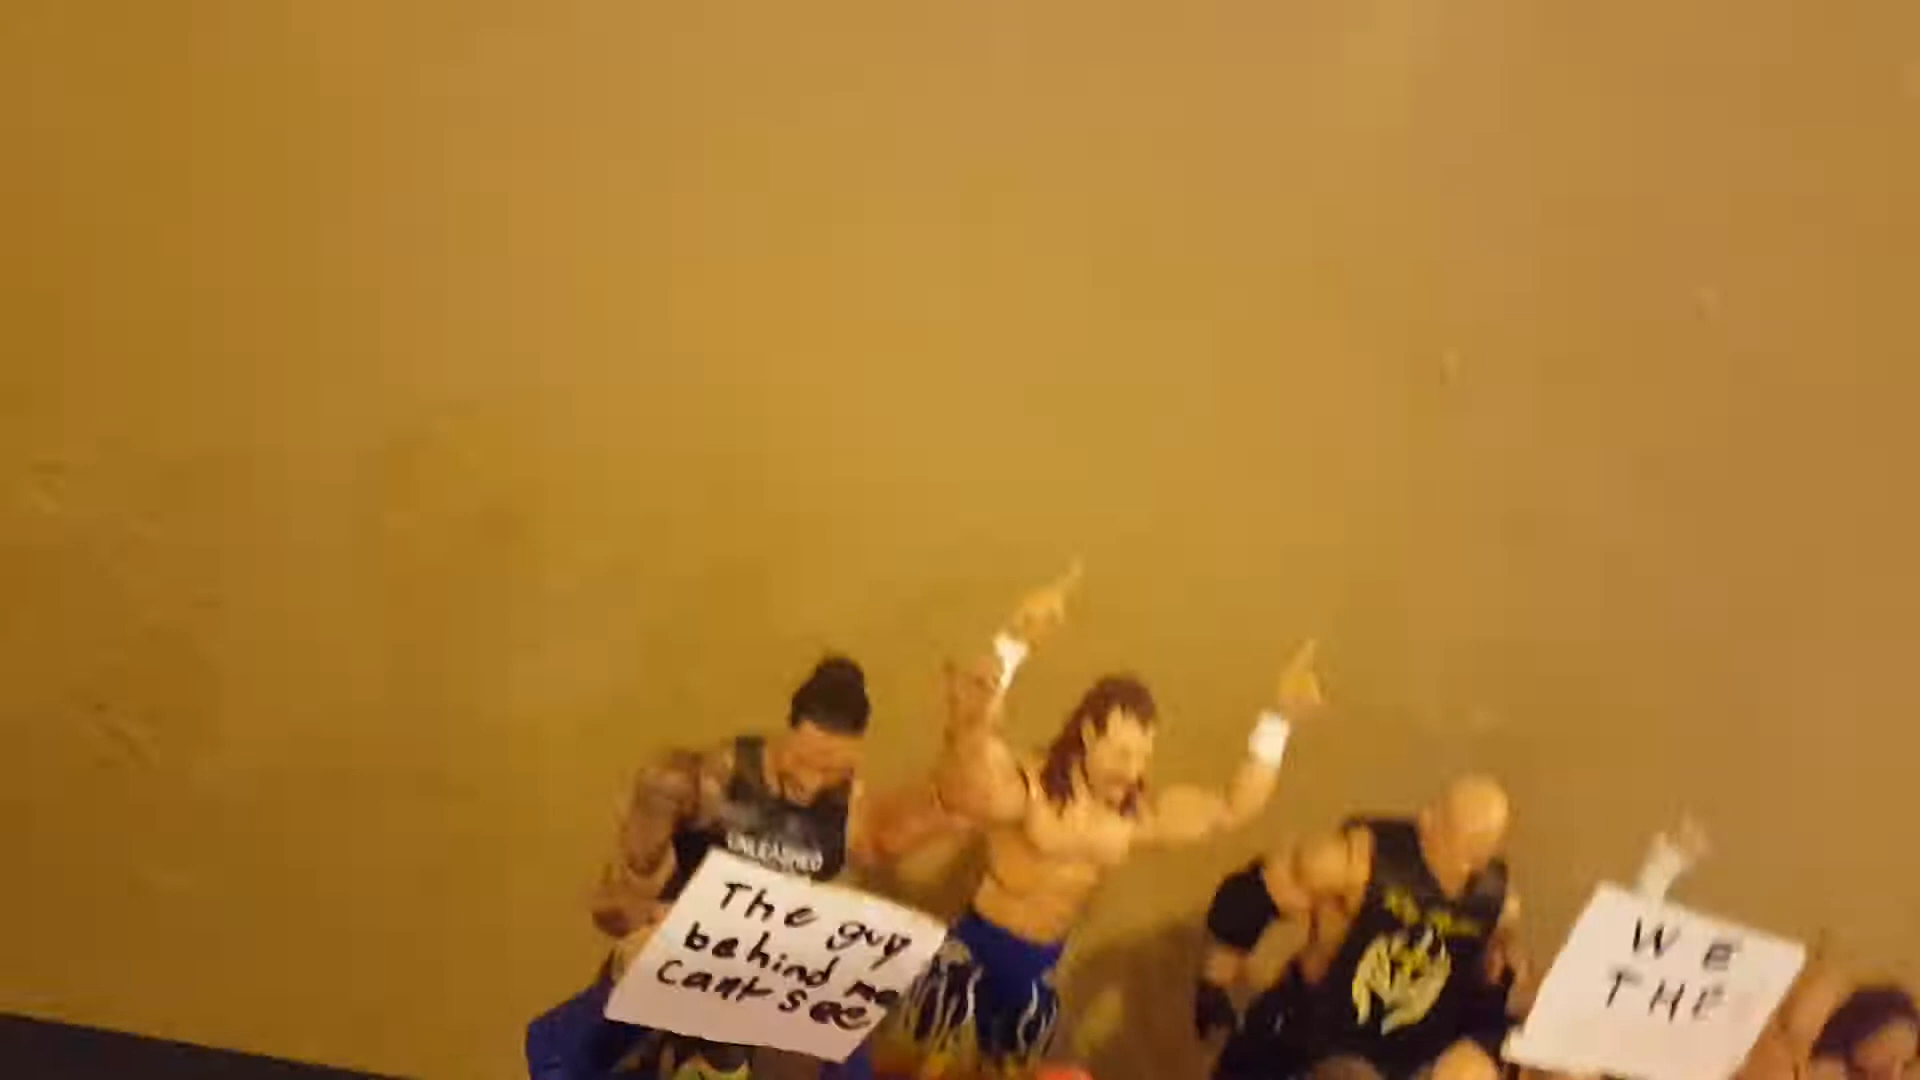 UNLEASHED
The guy
behind me
Cant see
WE
THE